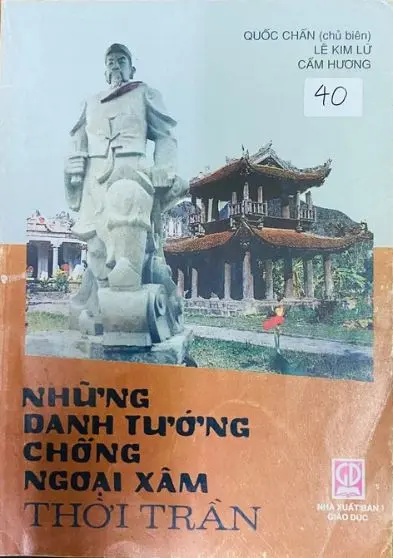 QUỐC CHẤN (chủ biên)
LÊ KIM LỮ
CẨM HƯƠNG
40
NHỮNG
DANH TƯỚNG
CHỐNG
NGOẠI XÂM
THỜI TRẦN
GD
NHÀ XUẤT BẢN
GIÁO DỤC